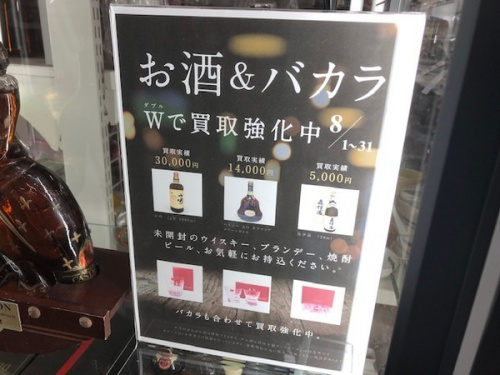 お酒&バカラ
ダブル
Wで買取強化中 8/1~31
買取実績
30,000円
買取実績
14,000円
買取実績
5,000円
未開封のウイスキー、ブランデー、焼酎
ビール、お気軽にお持込ください。
バカラも合わせて買取強化中。
ON